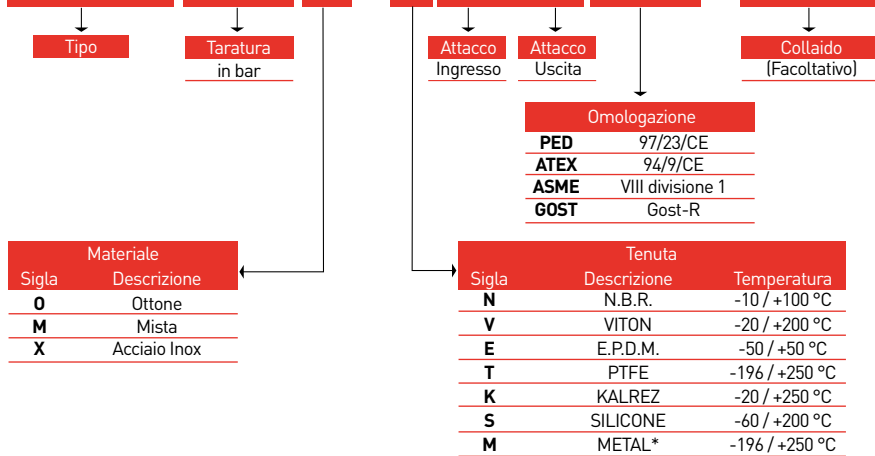 Tipo
Taratura
in bar
Attacco
Ingresso
Attacco
Uscita
Collaido
(Facoltativo)
Omologazione
PED 97/23/CE
ATEX 94/9/CE
ASME VIII divisione 1
GOST Gost-R
Materiale
Sigla Descrizione
O Ottone
M Mista
X Acciaio Inox
Tenuta
Sigla Descrizione Temperatura
N N.B.R. -10 / +100 °C
V VITON -20 / +200 °C
E E.P.D.M. -50 / +50 °C
T PTFE -196 / +250 °C
K KALREZ -20 / +250 °C
S SILICONE -60 / +200 °C
M METAL* -196 / +250 °C